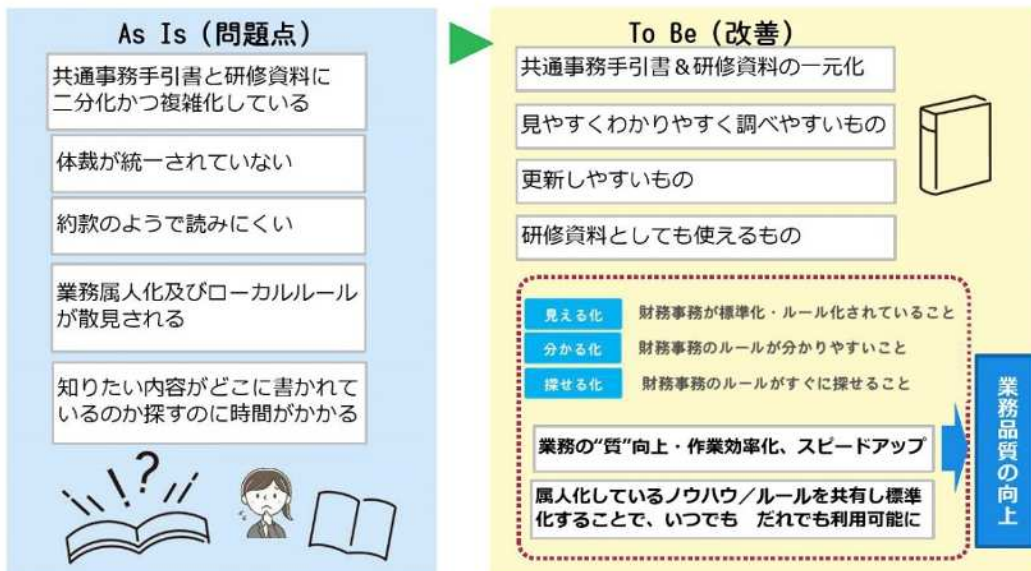 As Is（問題点）
共通事務手引書と研修資料に
二分化かつ複雑化している
体裁が統一されていない
約款のようで読みにくい
業務属人化及びローカルルール
が散見される
知りたい内容がどこに書かれて
いるのか探すのに時間がかかる
!?
To Be（改善）
共通事務手引書＆研修資料の一元化
見やすくわかりやすく調べやすいもの
更新しやすいもの
研修資料としても使えるもの
見える化 財務事務が標準化・ルール化されていること
分かる化 財務事務のルールが分かりやすいこと
探せる化 財務事務のルールがすぐに探せること
業務の“質”向上・作業効率化、スピードアップ
属人化しているノウハウ／ルールを共有し標準
化することで、いつでも　だれでも利用可能に
業務品質の向上